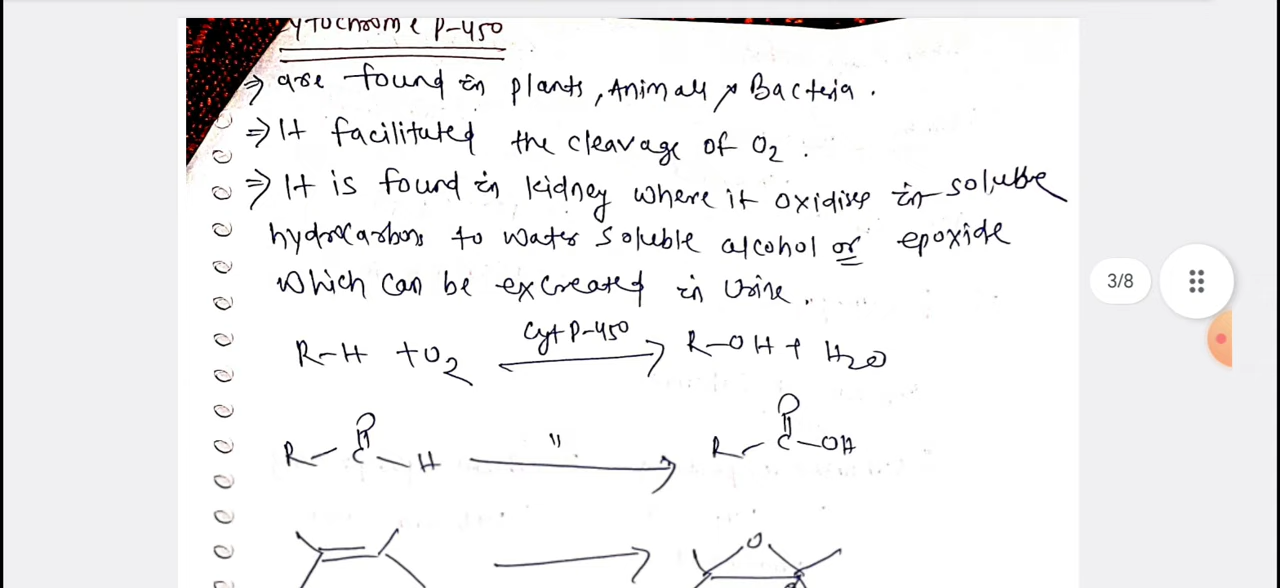 ytochrome P-450
⇒ are found in plants, Animals & Bacteria.
⇒ It facilitated the cleavage of O2.
⇒ It is found in kidney where it oxidises in-soluble
hydrocarbons to water soluble alcohol or epoxide
which can be excreated in Urine.
R-H + O2 Cyt P-450 → R-OH + H2O
R-C(=O)-H " → R-C(=O)-OH
O
3/8